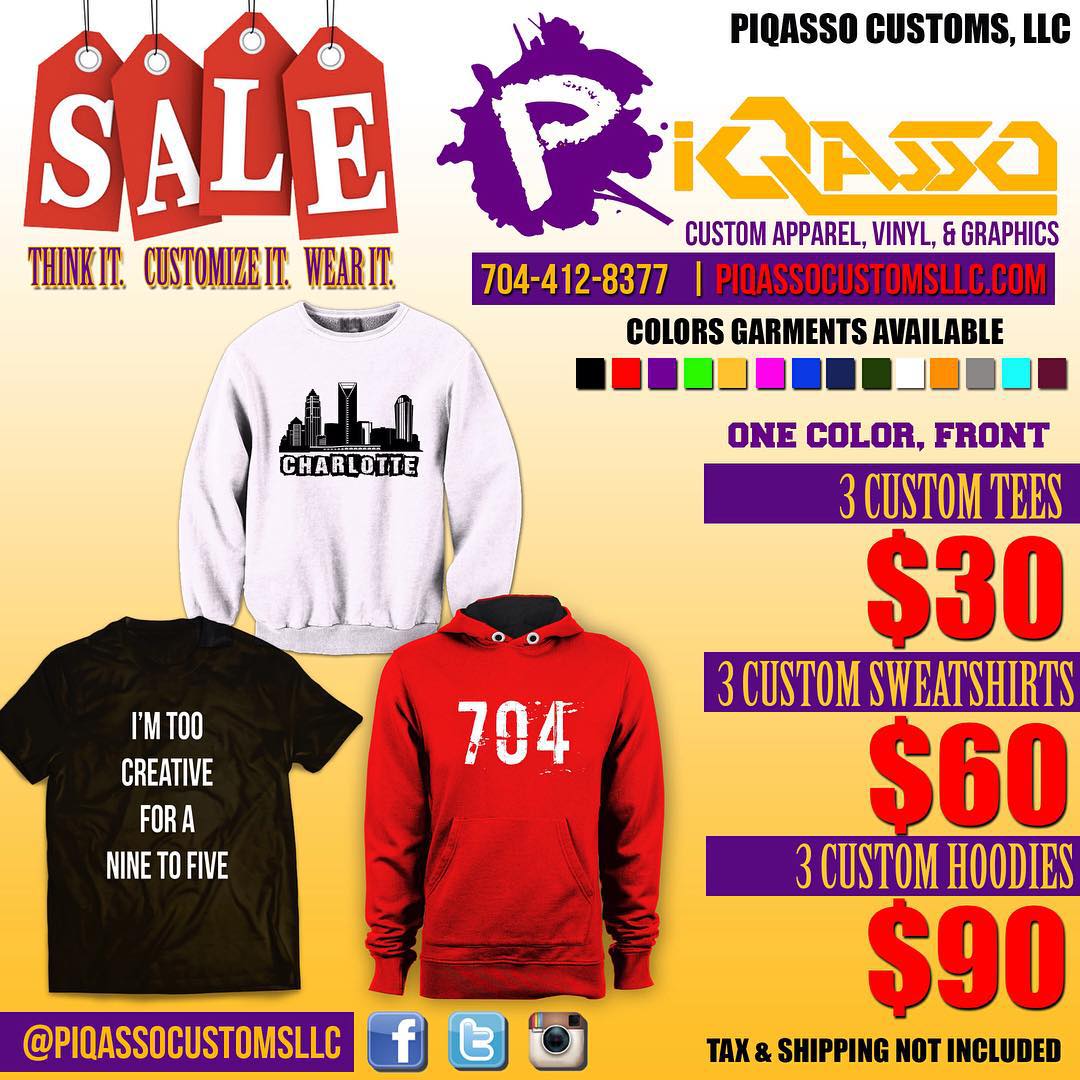 SALE
THINK IT. CUSTOMIZE IT. WEAR IT.
PIQASSO CUSTOMS, LLC
PIQASSO
CUSTOM APPAREL, VINYL, & GRAPHICS
704-412-8377 | PIQASSOCUSTOMSLLC.COM
COLORS GARMENTS AVAILABLE
ONE COLOR, FRONT
3 CUSTOM TEES
$30
3 CUSTOM SWEATSHIRTS
$60
3 CUSTOM HOODIES
$90
TAX & SHIPPING NOT INCLUDED
CHARLOTTE
I'M TOO
CREATIVE
FOR A
NINE TO FIVE
704
@PIQASSOCUSTOMSLLC
f
t